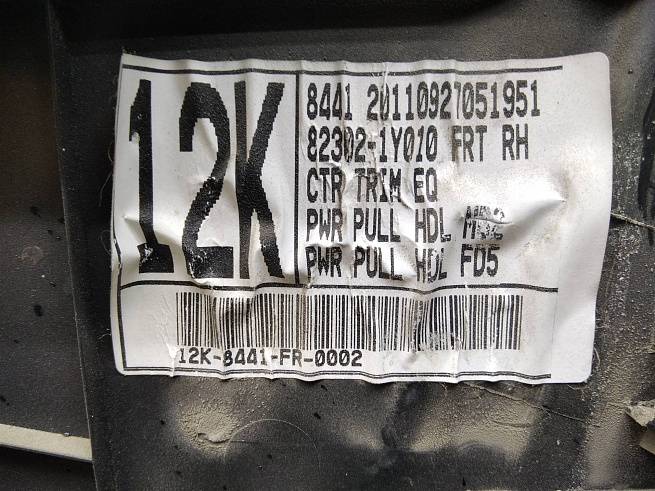 12K
8441 20110927051951
82302-1Y010 FRT RH
CTR TRIM EQ
PWR PULL HDL
PWR PULL HDL FD5
12K-8441-FR-0002